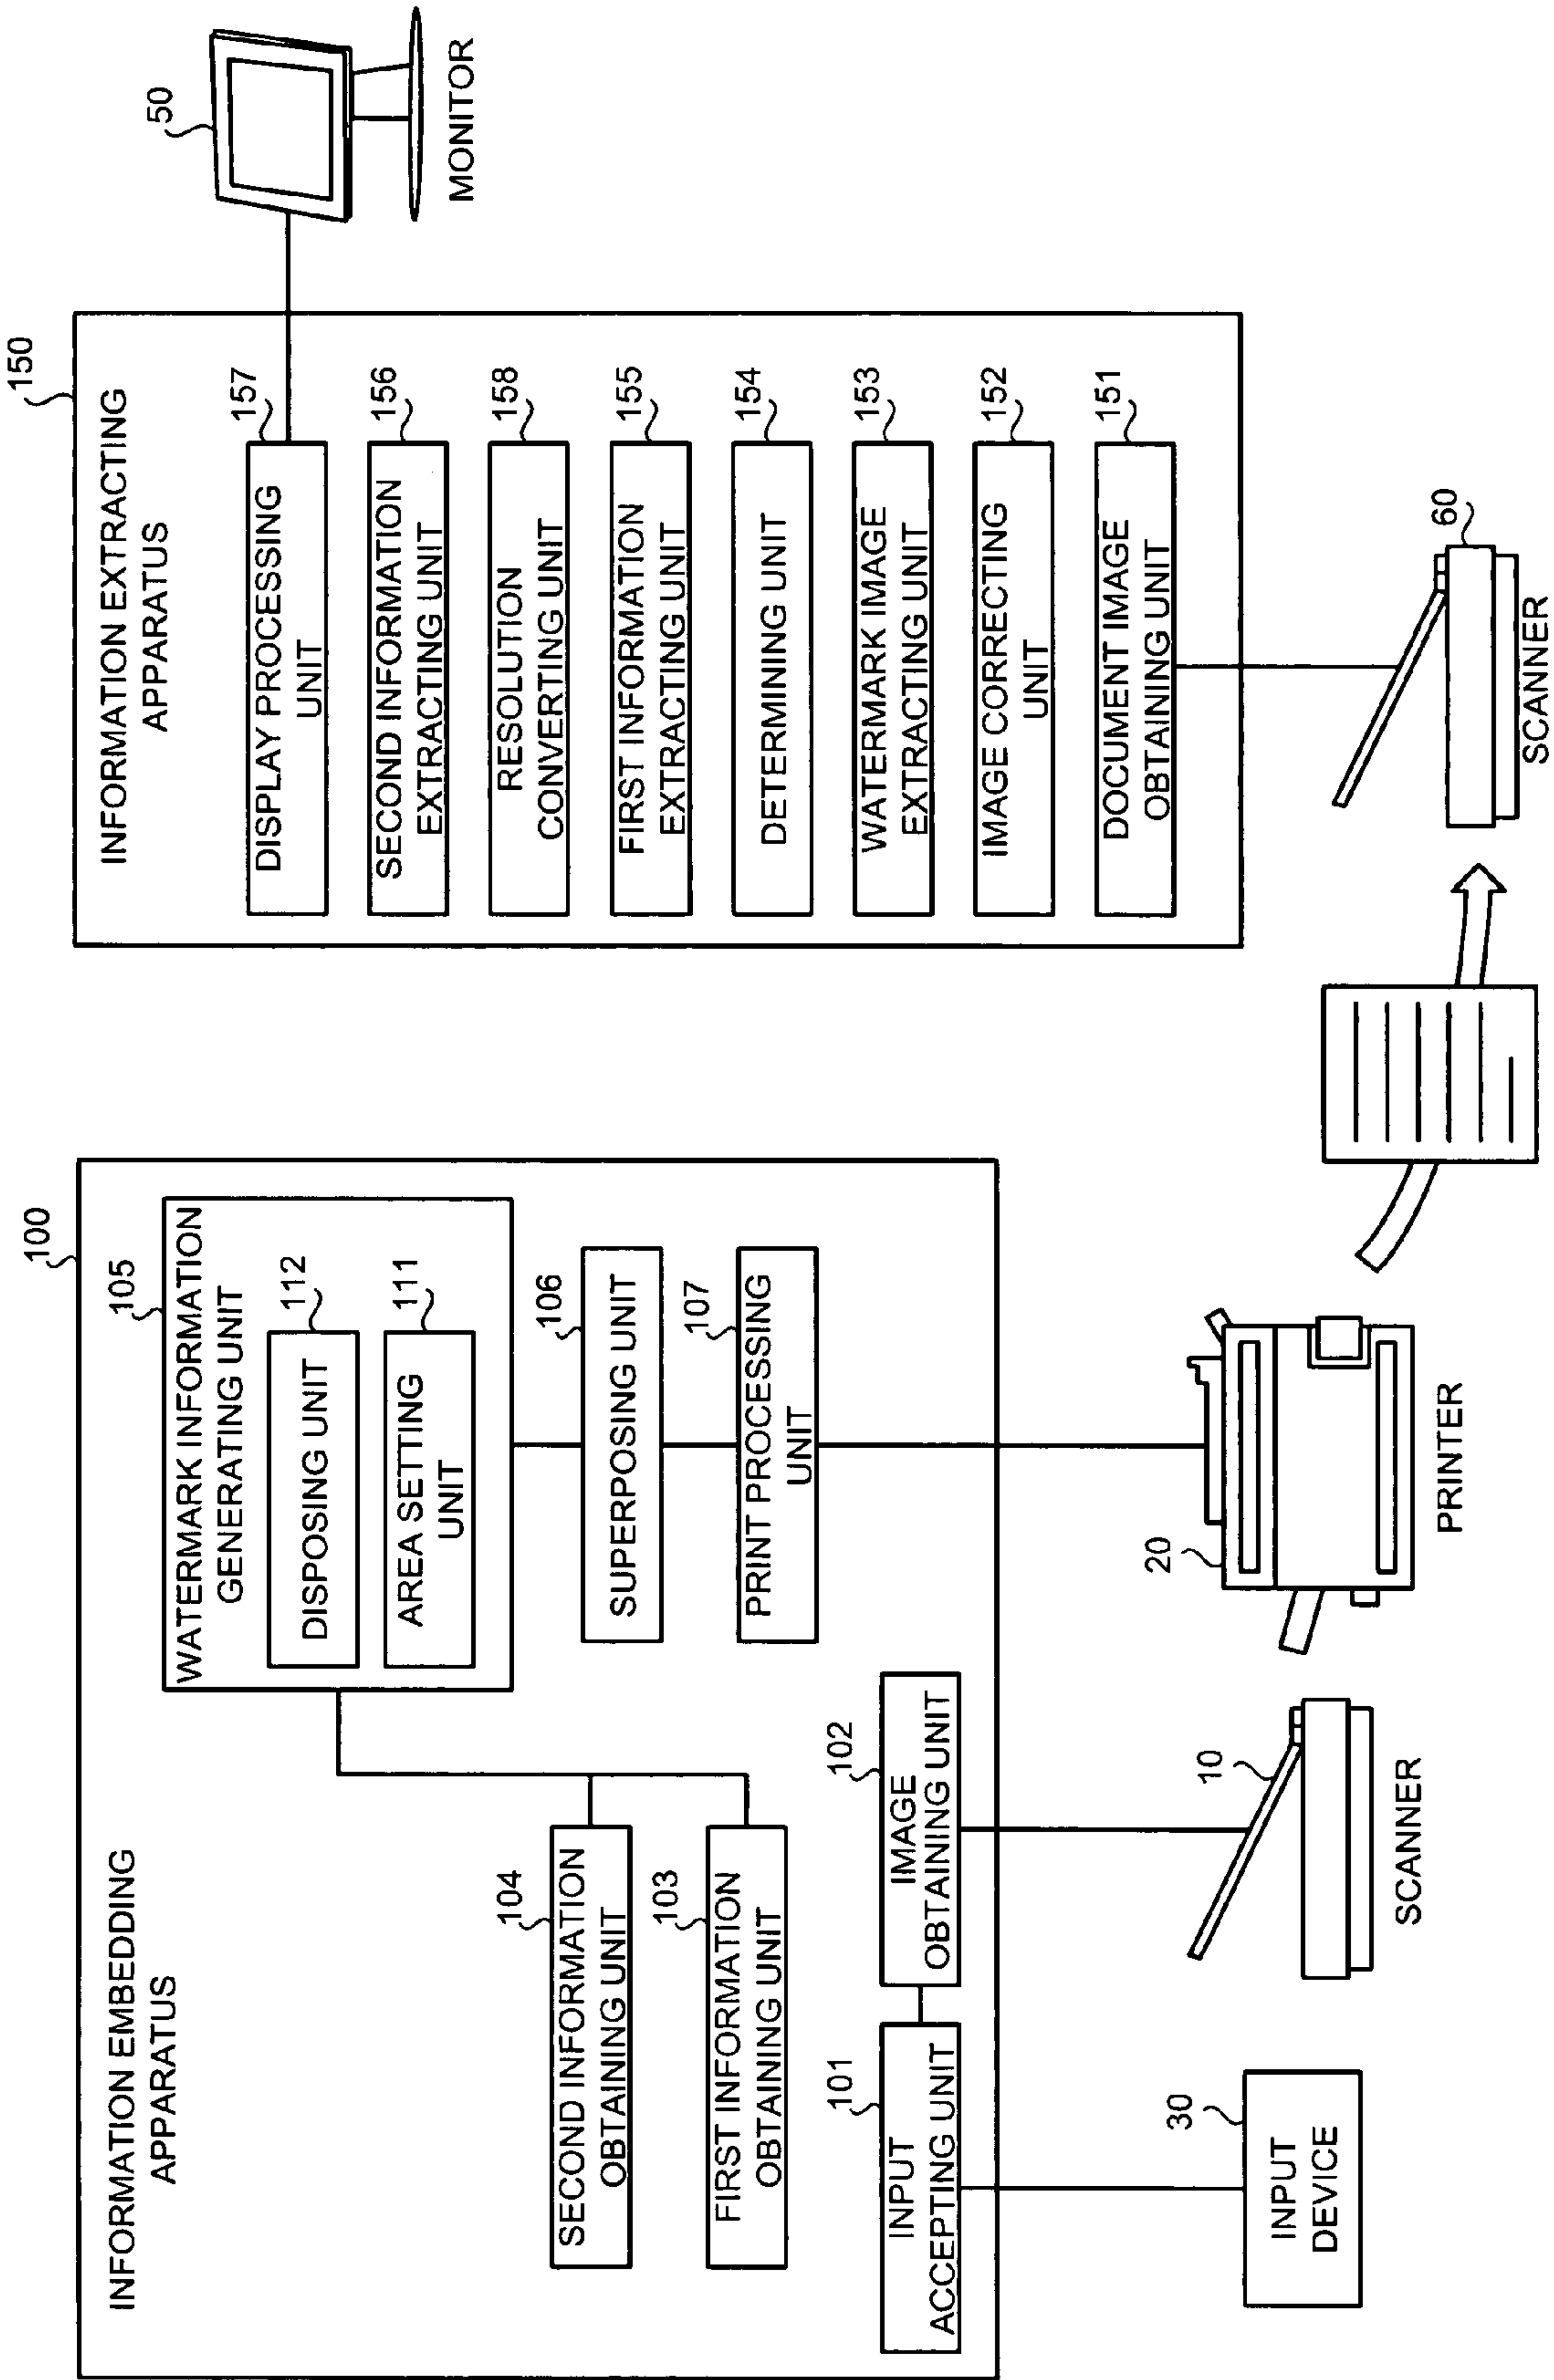 100
INFORMATION EMBEDDING
APPARATUS
105
WATERMARK INFORMATION
GENERATING UNIT
112
DISPOSING UNIT
111
AREA SETTING
UNIT
104
SECOND INFORMATION
OBTAINING UNIT
106
SUPERPOSING UNIT
103
FIRST INFORMATION
OBTAINING UNIT
107
PRINT PROCESSING
UNIT
101
INPUT
ACCEPTING UNIT
102
IMAGE
OBTAINING UNIT
30
INPUT
DEVICE
10
SCANNER
20
PRINTER
150
INFORMATION EXTRACTING
APPARATUS
157
DISPLAY PROCESSING
UNIT
156
SECOND INFORMATION
EXTRACTING UNIT
158
RESOLUTION
CONVERTING UNIT
155
FIRST INFORMATION
EXTRACTING UNIT
154
DETERMINING UNIT
153
WATERMARK IMAGE
EXTRACTING UNIT
152
IMAGE CORRECTING
UNIT
151
DOCUMENT IMAGE
OBTAINING UNIT
50
MONITOR
60
SCANNER